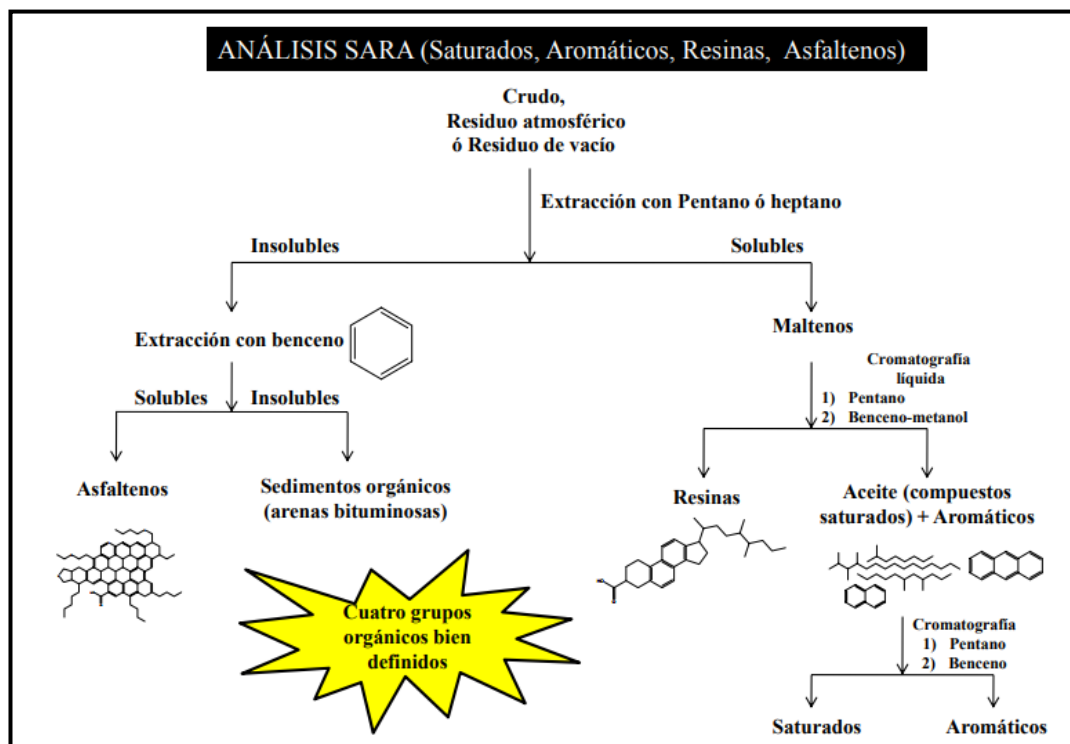 ANÁLISIS SARA (Saturados, Aromáticos, Resinas, Asfaltenos)
Crudo,
Residuo atmosférico
ó Residuo de vacío
Extracción con Pentano ó heptano
Insolubles
Solubles
Extracción con benceno
Maltenos
Cromatografía
líquida
1) Pentano
2) Benceno-metanol
Solubles
Insolubles
Asfaltenos
Sedimentos orgánicos
(arenas bituminosas)
Resinas
Aceite (compuestos
saturados) + Aromáticos
Cuatro grupos
orgánicos bien
definidos
Cromatografía
1) Pentano
2) Benceno
Saturados
Aromáticos